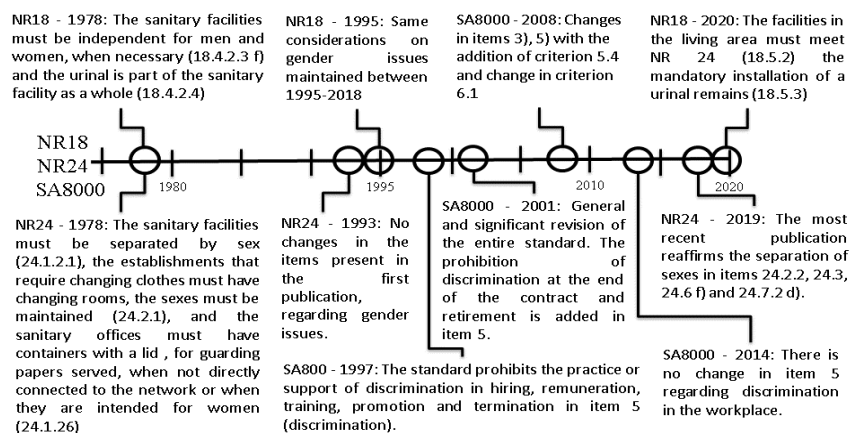 NR18 - 1978: The sanitary facilities
must be independent for men and
women, when necessary (18.4.2.3 f)
and the urinal is part of the sanitary
facility as a whole (18.4.2.4)
NR18 - 1995: Same
considerations on
gender issues
maintained between
1995-2018
SA8000 - 2008: Changes
in items 3), 5) with the
addition of criterion 5.4
and change in criterion
6.1
NR18 - 2020: The facilities in
the living area must meet
NR 24 (18.5.2) the
mandatory installation of a
urinal remains (18.5.3)
NR18
NR24
SA8000
1980
1995
2010
2020
NR24 - 1978: The sanitary facilities
must be separated by sex
(24.1.2.1), the establishments that
require changing clothes must have
changing rooms, the sexes must be
maintained (24.2.1), and the
sanitary offices must have
containers with a lid , for guarding
papers served, when not directly
connected to the network or when
they are intended for women
(24.1.26)
NR24 - 1993: No
changes in the
items present in
the first
publication,
regarding gender
issues.
SA8000 - 2001: General
and significant revision of
the entire standard. The
prohibition of
discrimination at the end
of the contract and
retirement is added in
item 5.
NR24 - 2019: The most
recent publication
reaffirms the separation of
sexes in items 24.2.2, 24.3,
24.6 f) and 24.7.2 d).
SA800 - 1997: The standard prohibits the practice or
support of discrimination in hiring, remuneration,
training, promotion and termination in item 5
(discrimination).
SA8000 - 2014: There is
no change in item 5
regarding discrimination
in the workplace.